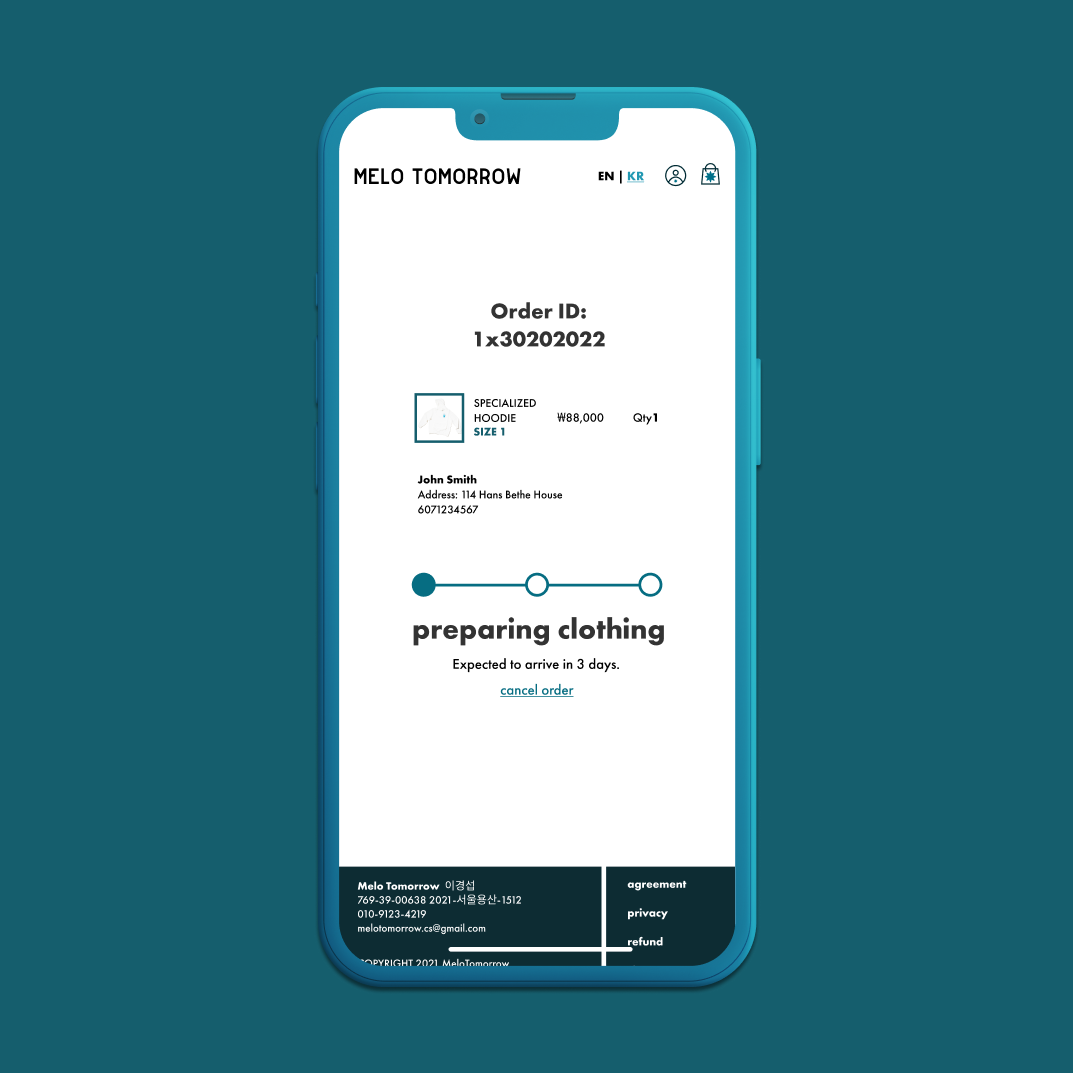 MELO TOMORROW
EN | KR
Order ID:
1x30202022
SPECIALIZED
HOODIE
SIZE 1
₩88,000
Qty1
John Smith
Address: 114 Hans Bethe House
6071234567
preparing clothing
Expected to arrive in 3 days.
cancel order
Melo Tomorrow 이경섭
769-39-00638 2021-서울용산-1512
010-9123-4219
melotomorrow.cs@gmail.com
COPYRIGHT 2021 MeloTomorrow
agreement
privacy
refund